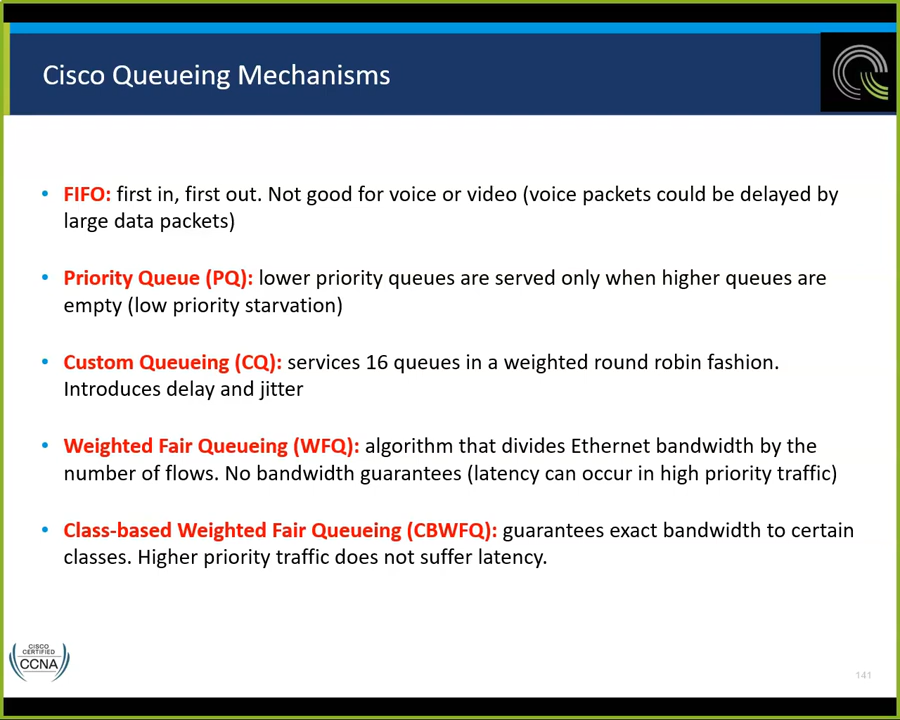 Cisco Queueing Mechanisms
• FIFO: first in, first out. Not good for voice or video (voice packets could be delayed by
large data packets)
• Priority Queue (PQ): lower priority queues are served only when higher queues are
empty (low priority starvation)
• Custom Queueing (CQ): services 16 queues in a weighted round robin fashion.
Introduces delay and jitter
• Weighted Fair Queueing (WFQ): algorithm that divides Ethernet bandwidth by the
number of flows. No bandwidth guarantees (latency can occur in high priority traffic)
• Class-based Weighted Fair Queueing (CBWFQ): guarantees exact bandwidth to certain
classes. Higher priority traffic does not suffer latency.
CISCO
CERTIFIED
CCNA
141